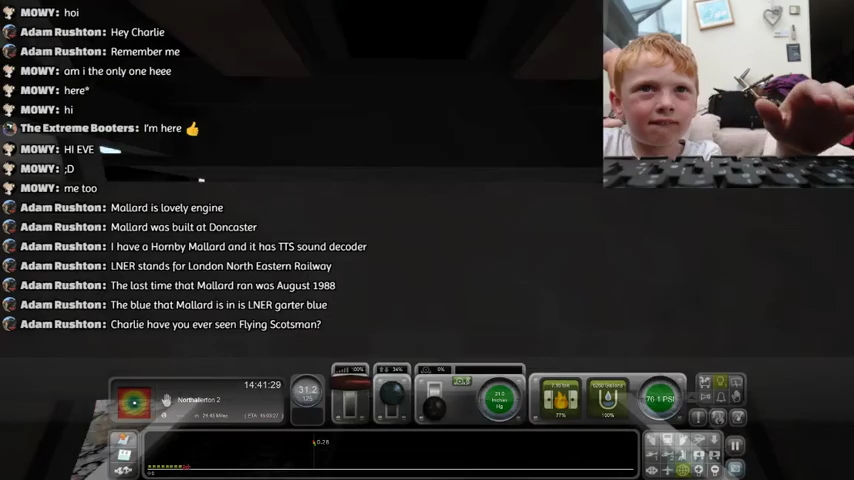 MOWY: hoi
Adam Rushton: Hey Charlie
Adam Rushton: Remember me
MOWY: am i the only one heee
MOWY: here*
MOWY: hi
The Extreme Booters: I'm here 👍
MOWY: HI EVE
MOWY: ;D
MOWY: me too
Adam Rushton: Mallard is lovely engine
Adam Rushton: Mallard was built at Doncaster
Adam Rushton: I have a Hornby Mallard and it has TTS sound decoder
Adam Rushton: LNER stands for London North Eastern Railway
Adam Rushton: The last time that Mallard ran was August 1988
Adam Rushton: The blue that Mallard is in is LNER garter blue
Adam Rushton: Charlie have you ever seen Flying Scotsman?
100% 34% 0%
14:41:29
Northallerton 2
31.2
125
21.0
Inches
Hg
77%
100%
76.1 PSI
0.28